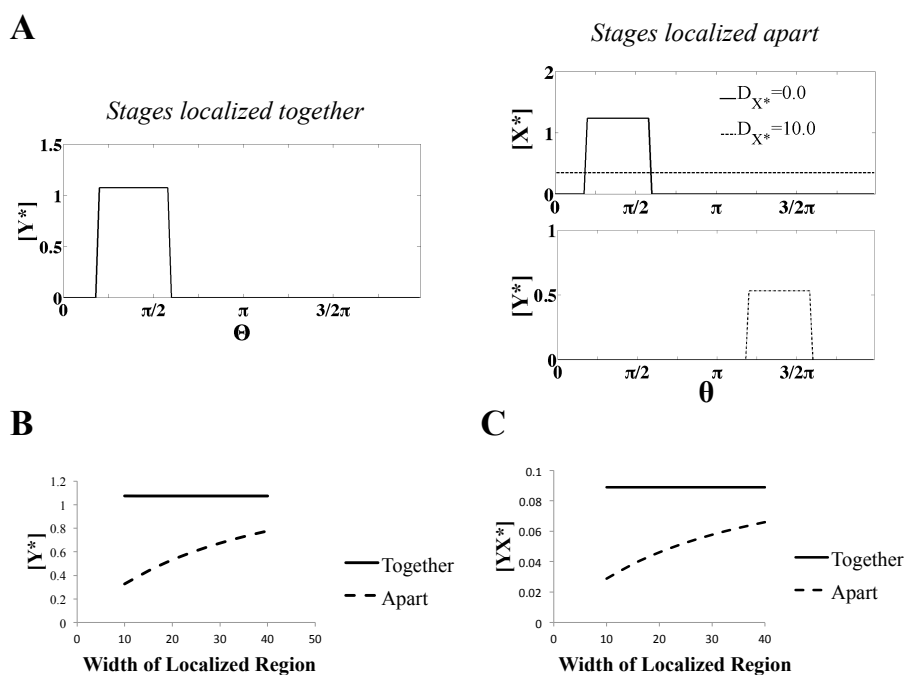 A
Stages localized together
[Y*]
1.5
1
0.5
0
0
π/2
π
3/2π
Θ
Stages localized apart
[X*]
2
1
0
D_X*=0.0
D_X*=10.0
0
π/2
π
3/2π
[Y*]
1
0.5
0
0
π/2
π
3/2π
θ
B
[Y*]
1.2
1
0.8
0.6
0.4
0.2
0
0 10 20 30 40 50
Width of Localized Region
Together
Apart
C
[YX*]
0.1
0.08
0.06
0.04
0.02
0
0 10 20 30 40
Width of Localized Region
Together
Apart